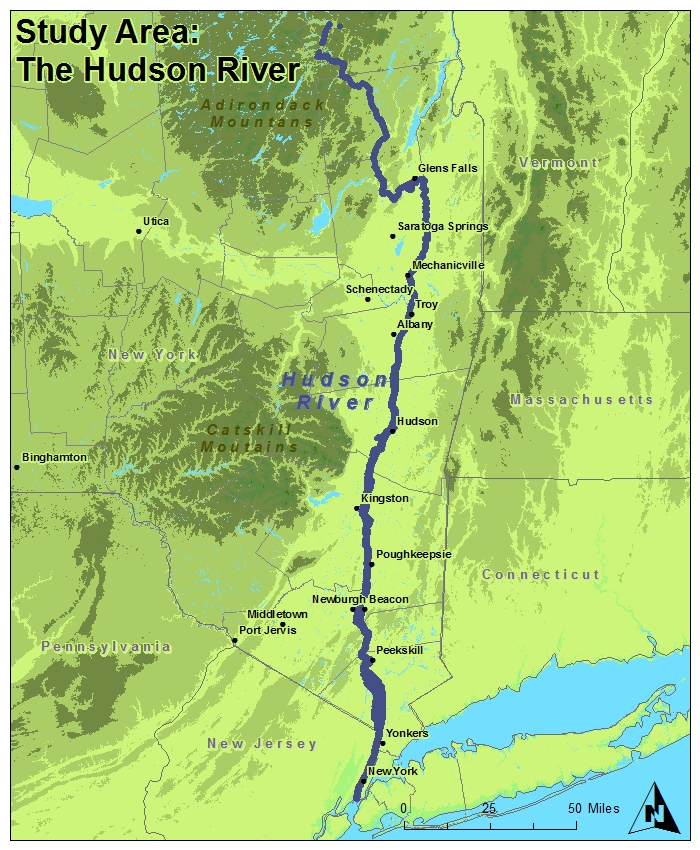 Study Area:
The Hudson River
Adirondack
Mountans
Vermont
Glens Falls
Utica
Saratoga Springs
Mechanicville
Schenectady
Troy
Albany
New York
Hudson
River
Massachusetts
Catskill
Moutains
Hudson
Binghamton
Kingston
Poughkeepsie
Connecticut
Newburgh Beacon
Middletown
Port Jervis
Pennsylvania
Peekskill
Yonkers
New Jersey
New York
0 25 50 Miles
N